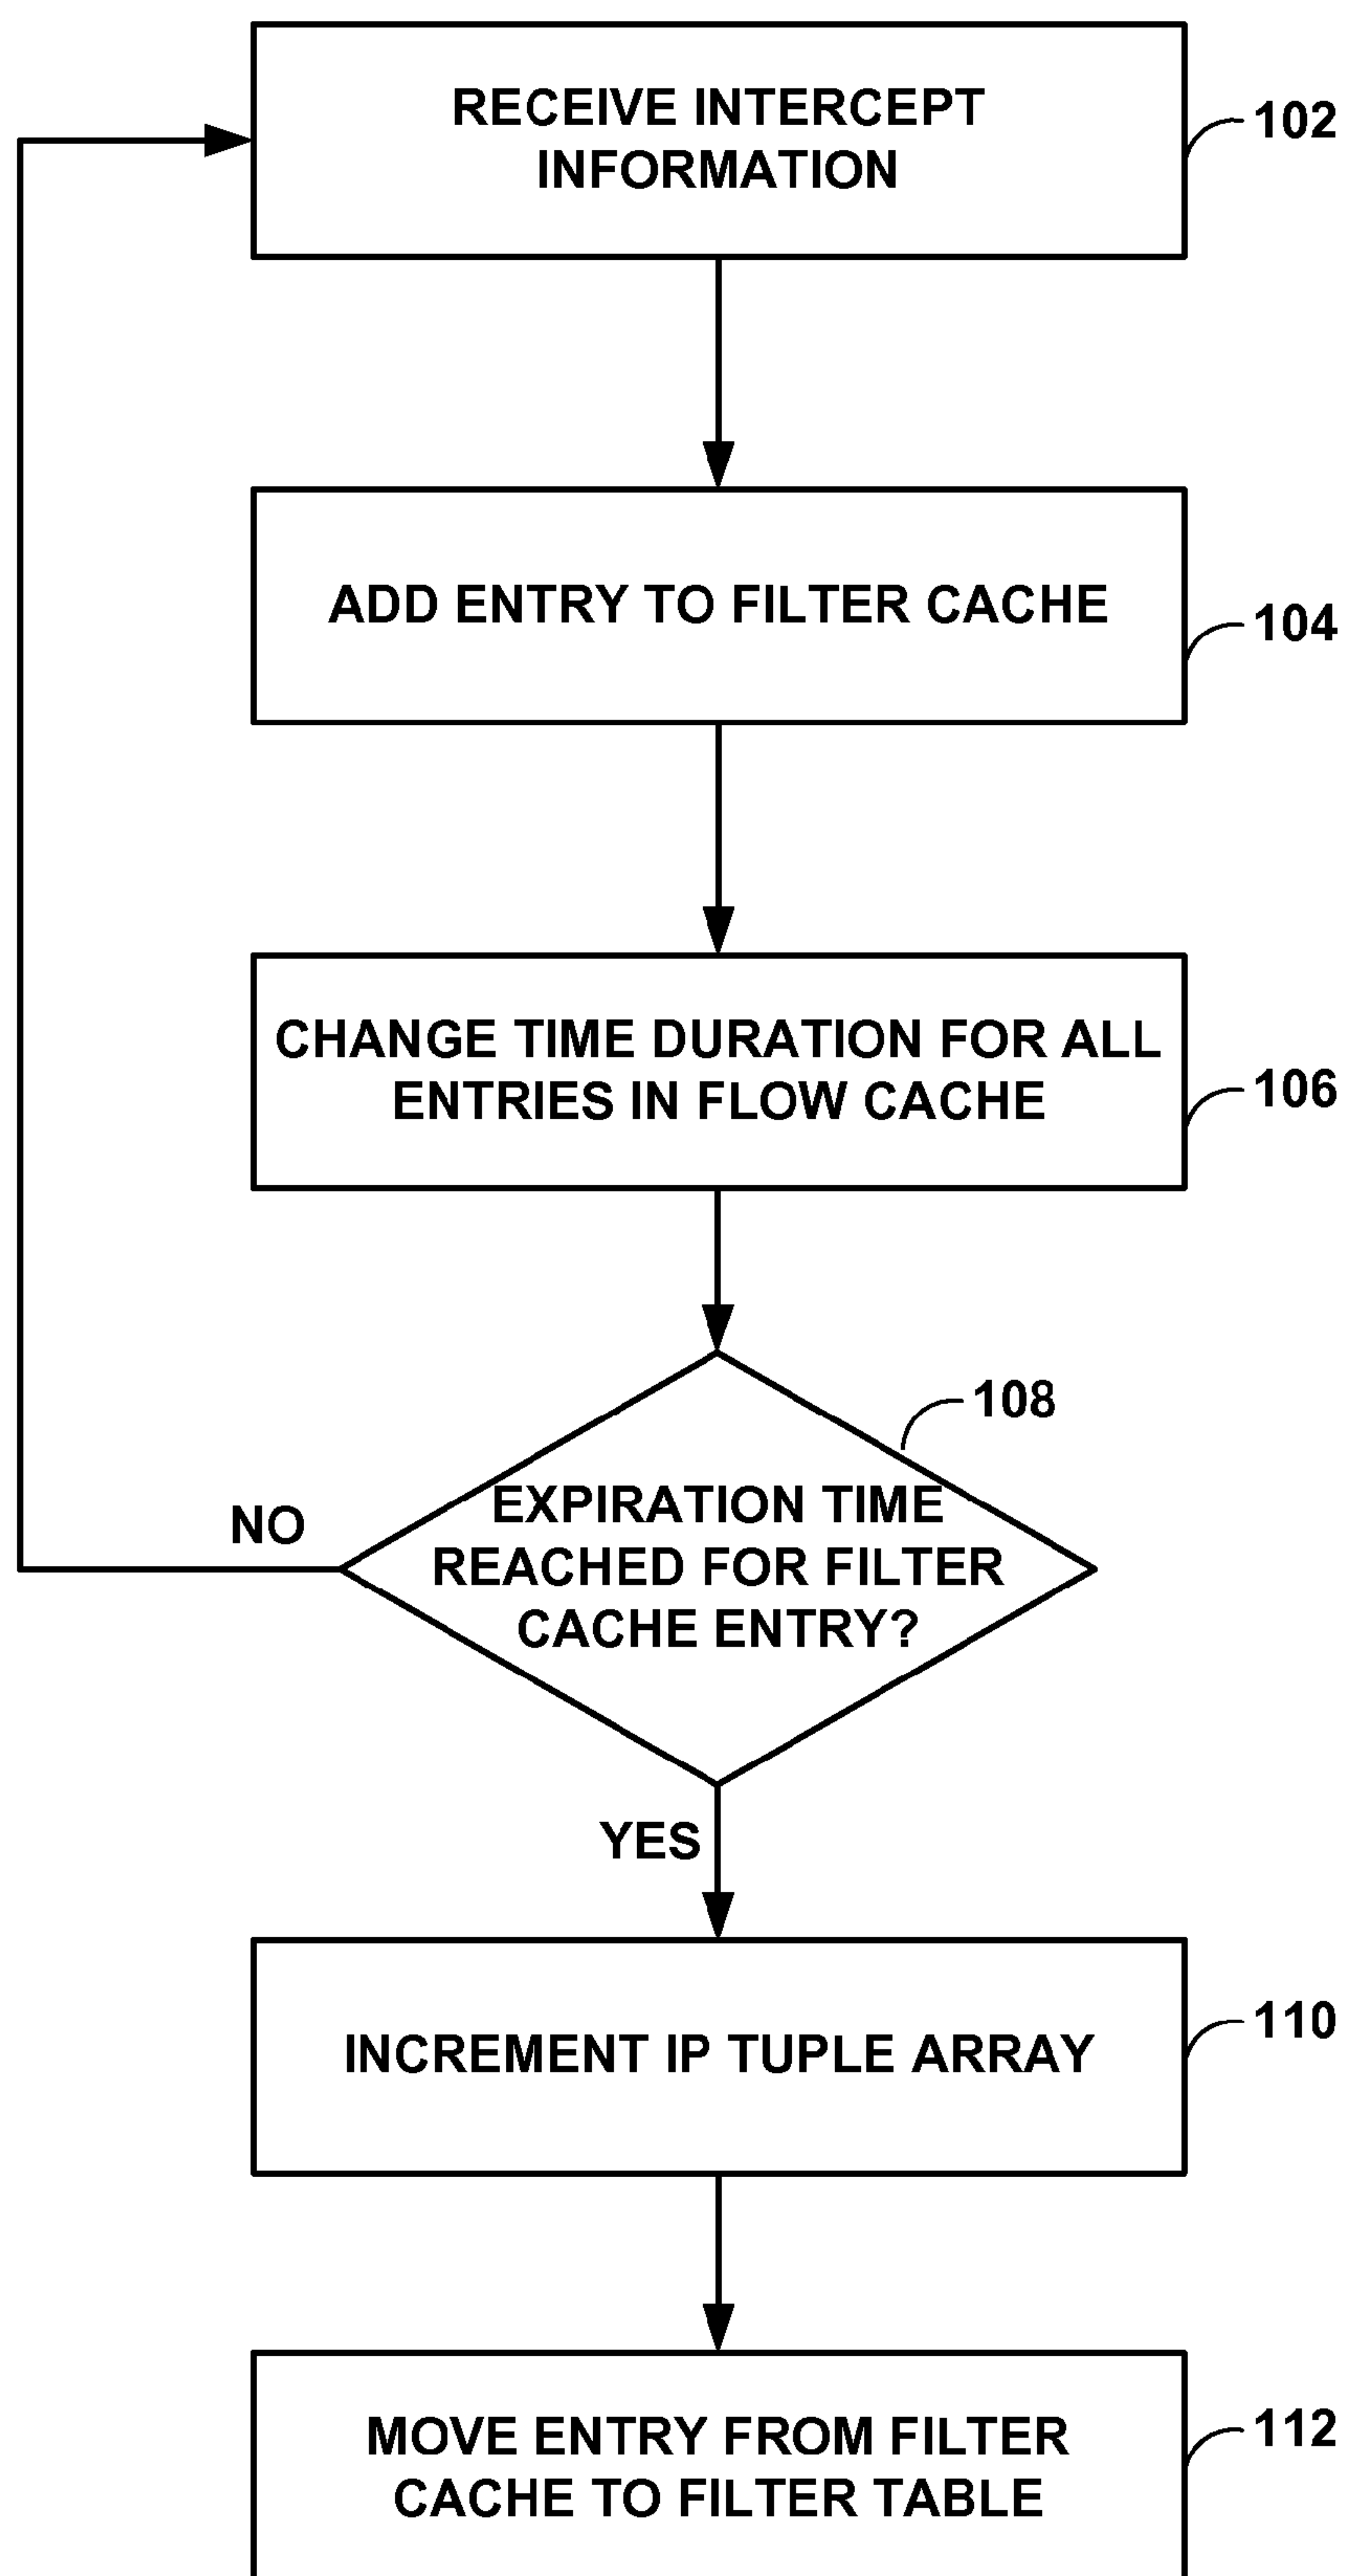 RECEIVE INTERCEPT
INFORMATION
102
ADD ENTRY TO FILTER CACHE
104
CHANGE TIME DURATION FOR ALL
ENTRIES IN FLOW CACHE
106
108
EXPIRATION TIME
REACHED FOR FILTER
CACHE ENTRY?
NO
YES
INCREMENT IP TUPLE ARRAY
110
MOVE ENTRY FROM FILTER
CACHE TO FILTER TABLE
112